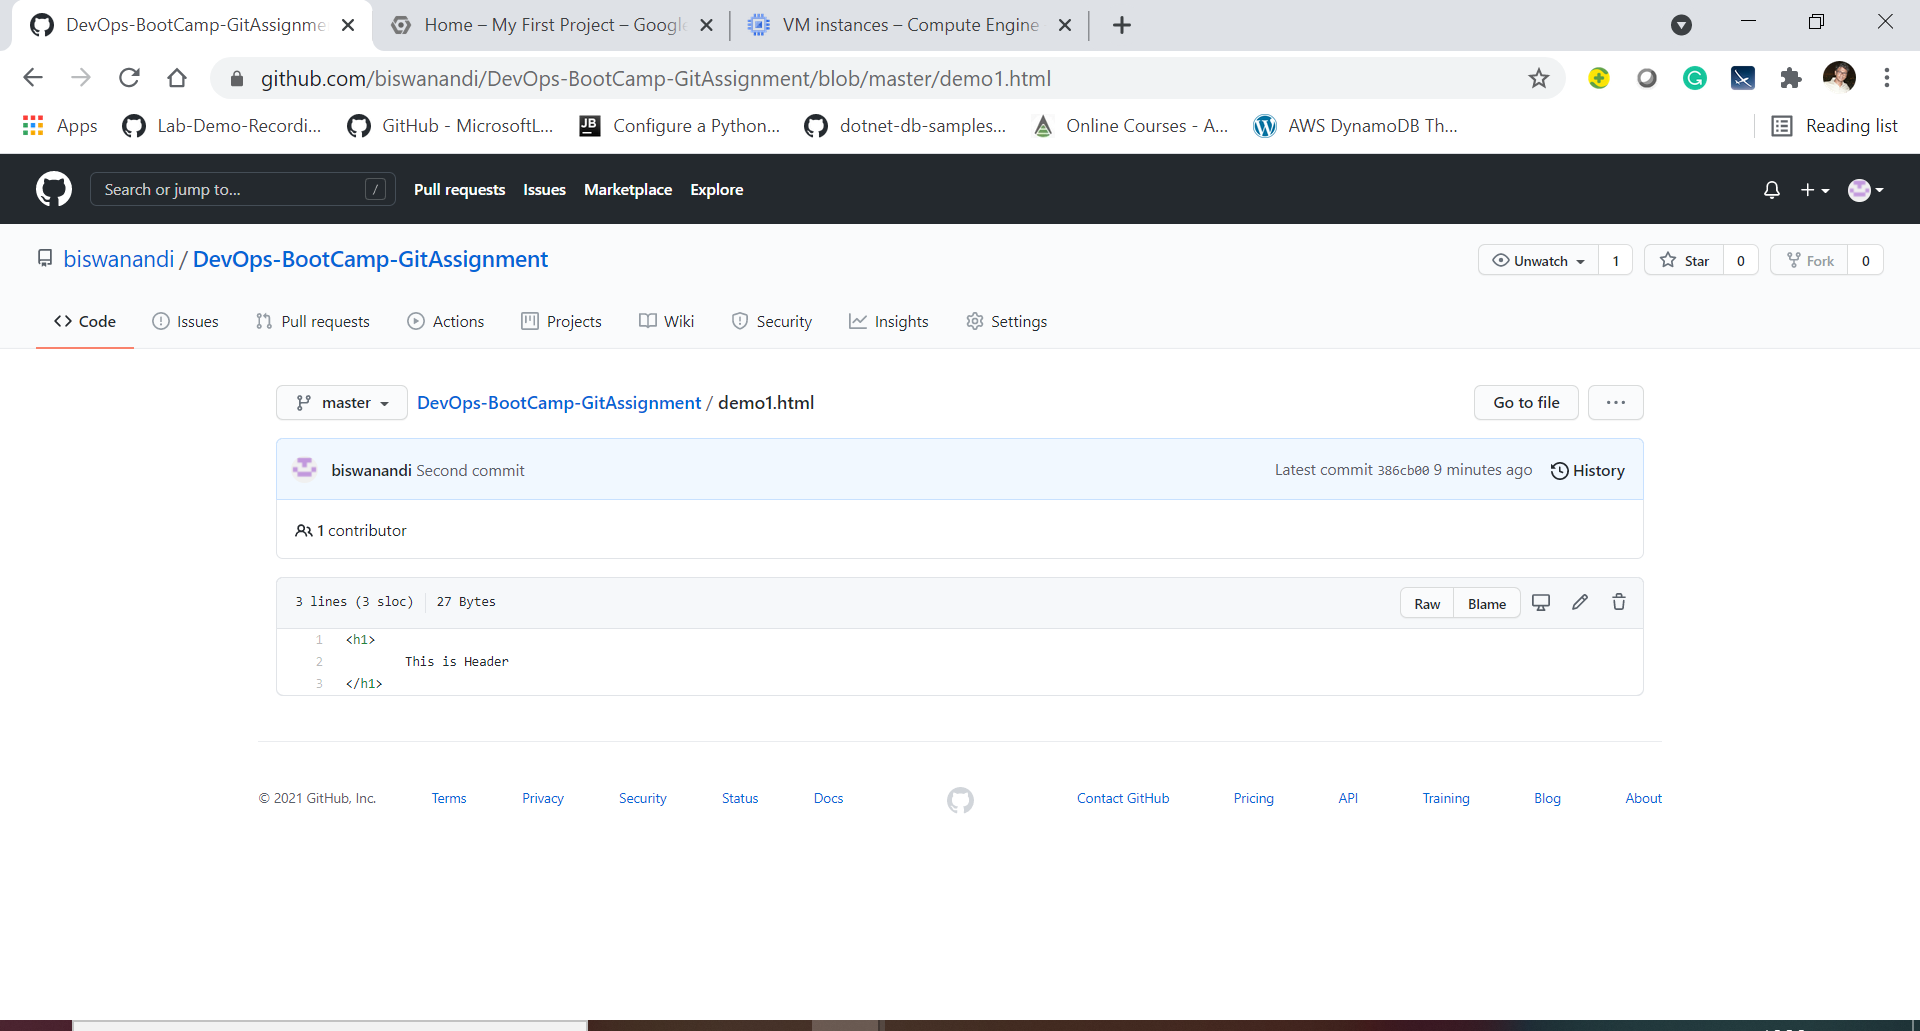 DevOps-BootCamp-GitAssignme
Home – My First Project – Google
VM instances – Compute Engine
github.com/biswanandi/DevOps-BootCamp-GitAssignment/blob/master/demo1.html
Apps
Lab-Demo-Recordi...
GitHub - MicrosoftL...
JB
Configure a Python...
dotnet-db-samples...
Online Courses - A...
AWS DynamoDB Th...
Reading list
Search or jump to...
/
Pull requests
Issues
Marketplace
Explore
biswanandi / DevOps-BootCamp-GitAssignment
Unwatch 1
Star 0
Fork 0
Code
Issues
Pull requests
Actions
Projects
Wiki
Security
Insights
Settings
master
DevOps-BootCamp-GitAssignment / demo1.html
Go to file
biswanandi Second commit
Latest commit 386cb00 9 minutes ago
History
1 contributor
3 lines (3 sloc) 27 Bytes
Raw
Blame
1 <h1>
2 This is Header
3 </h1>
© 2021 GitHub, Inc.
Terms
Privacy
Security
Status
Docs
Contact GitHub
Pricing
API
Training
Blog
About